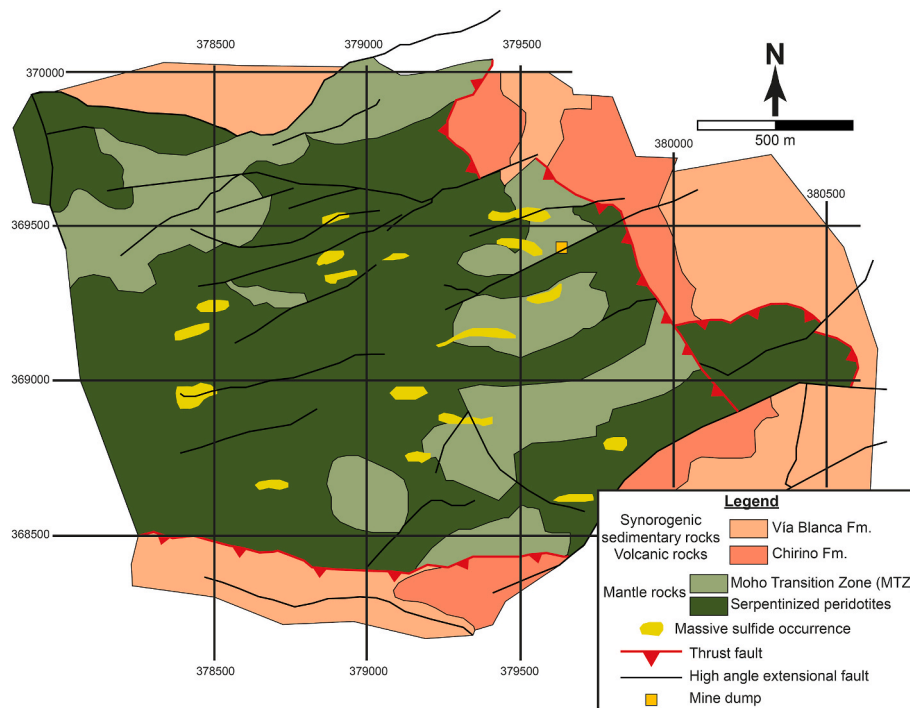 378500
379000
379500
370000
N
500 m
380000
380500
369500
369000
368500
Legend
Synorogenic
sedimentary rocks
Vía Blanca Fm.
Volcanic rocks
Chirino Fm.
Mantle rocks
Moho Transition Zone (MTZ
Serpentinized peridotites
Massive sulfide occurrence
Thrust fault
High angle extensional fault
Mine dump
378500
379000
379500